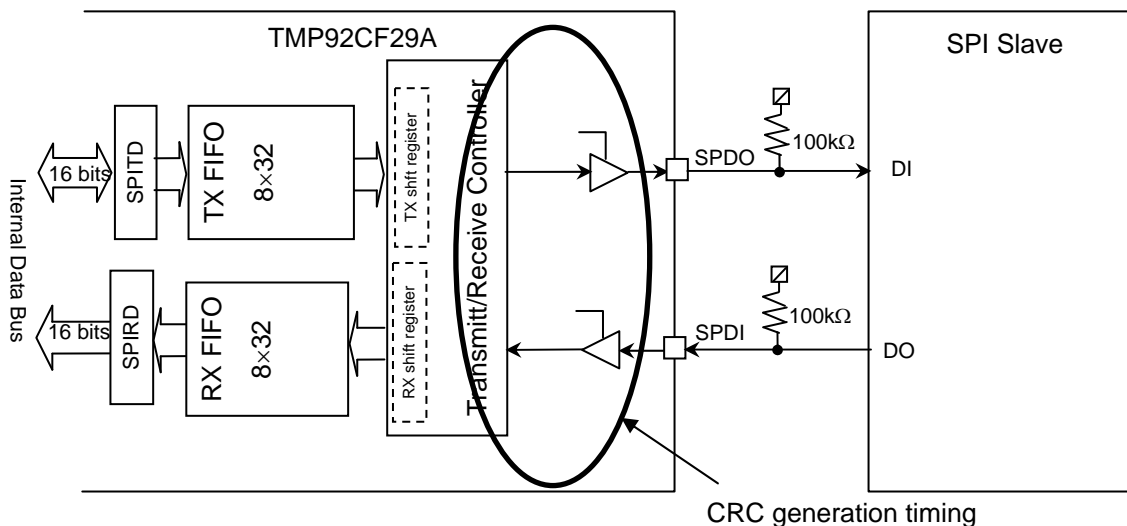 TMP92CF29A
SPI Slave
Internal Data Bus
16 bits
SPITD
TX FIFO
8×32
TX shft register
Transmitt/Receive Controller
SPDO
100kΩ
DI
16 bits
SPIRD
RX FIFO
8×32
RX shift register
SPDI
100kΩ
DO
CRC generation timing